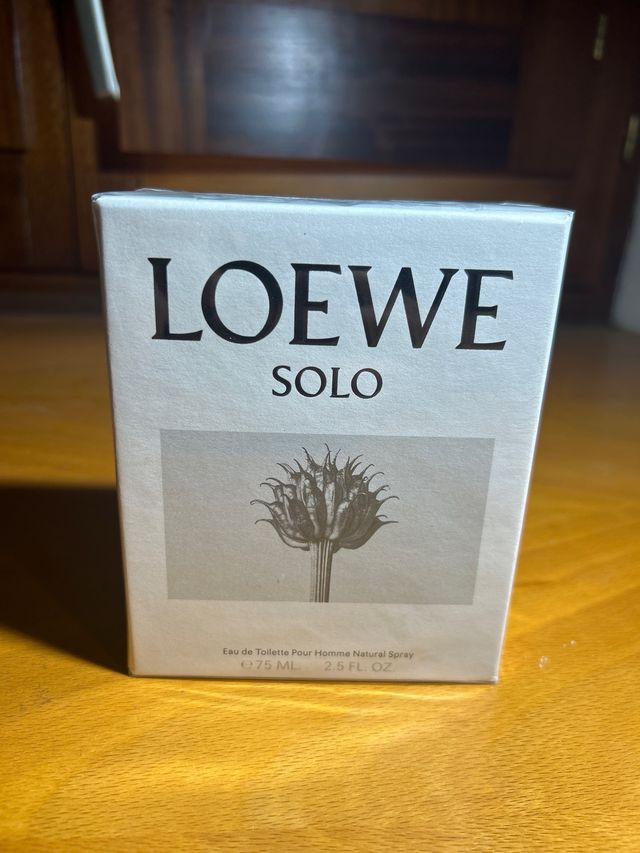 LOEWE
SOLO
Eau de Toilette Pour Homme Natural Spray
℮75 ML. 2.5 FL. OZ.